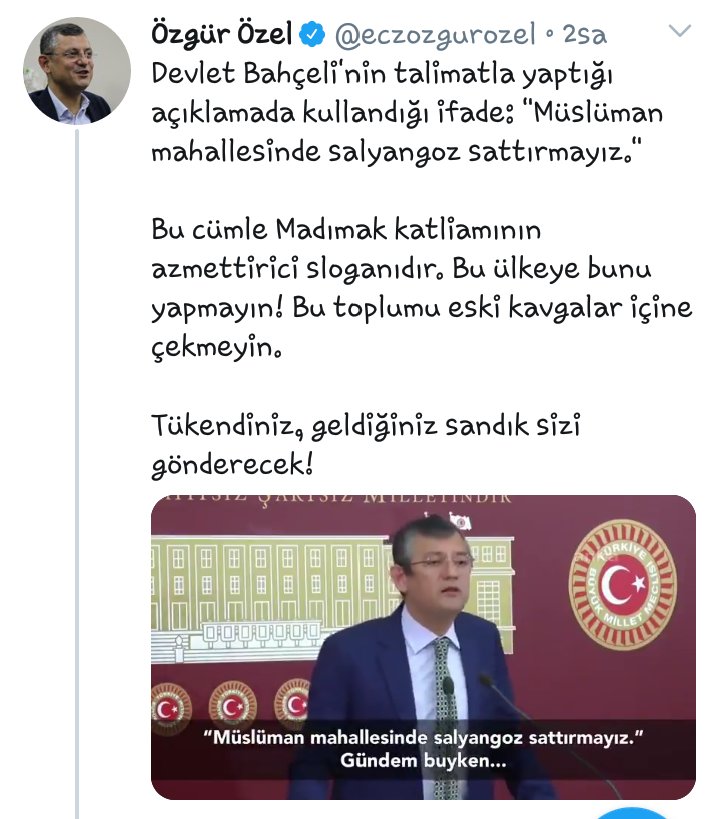 Özgür Özel @eczozgurozel • 2sa
Devlet Bahçeli'nin talimatla yaptığı
açıklamada kullandığı ifade: "Müslüman
mahallesinde salyangoz sattırmayız."
Bu cümle Madımak katliamının
azmettirici sloganıdır. Bu ülkeye bunu
yapmayın! Bu toplumu eski kavgalar içine
çekmeyin.
Tükendiniz, geldiğiniz sandık sizi
gönderecek!
ŞARTSIZ MİLLETİNDİR
TÜRKİYE
BÜYÜK MİLLET MECLİSİ
“Müslüman mahallesinde salyangoz sattırmayız.”
Gündem buyken...